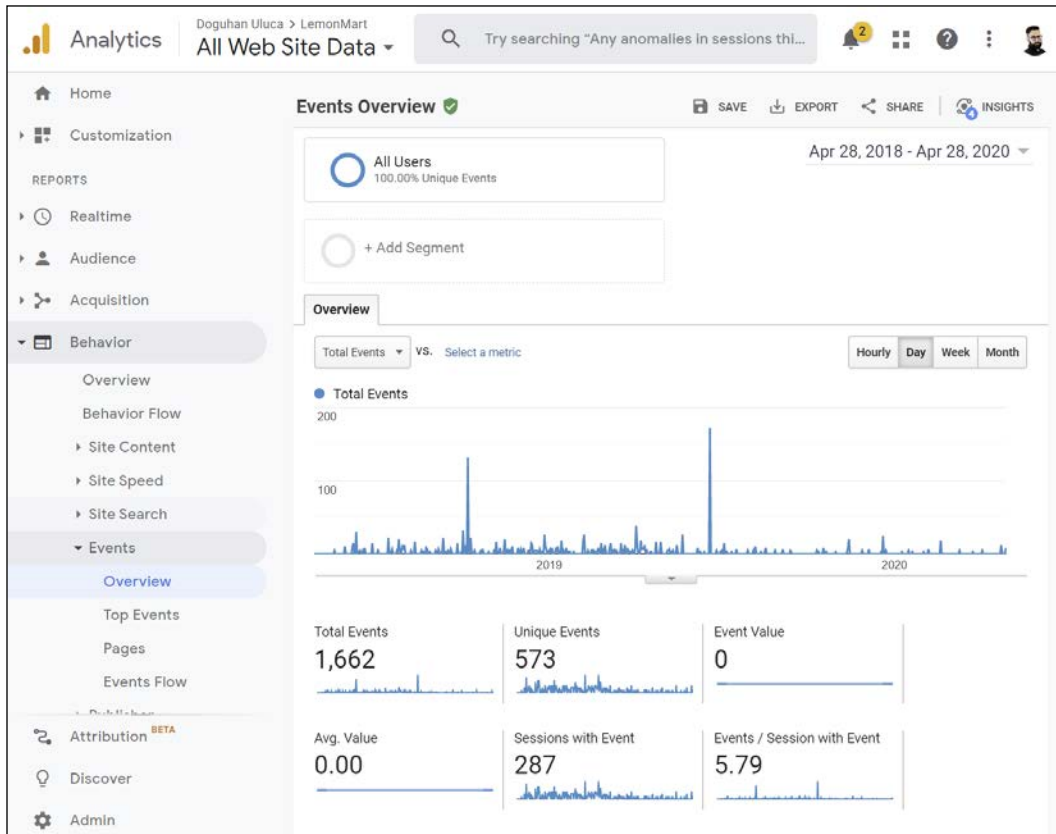 Analytics
Doguhan Uluca > LemonMart
All Web Site Data
Try searching "Any anomalies in sessions thi...
2
Home
Customization
REPORTS
Realtime
Audience
Acquisition
Behavior
Overview
Behavior Flow
Site Content
Site Speed
Site Search
Events
Overview
Top Events
Pages
Events Flow
Attribution BETA
Discover
Admin
Events Overview
SAVE
EXPORT
SHARE
4
INSIGHTS
All Users
100.00% Unique Events
Apr 28, 2018 - Apr 28, 2020
+ Add Segment
Overview
Total Events
VS.
Select a metric
Hourly
Day
Week
Month
Total Events
200
100
2019
2020
Total Events
1,662
Unique Events
573
Event Value
0
Avg. Value
0.00
Sessions with Event
287
Events / Session with Event
5.79